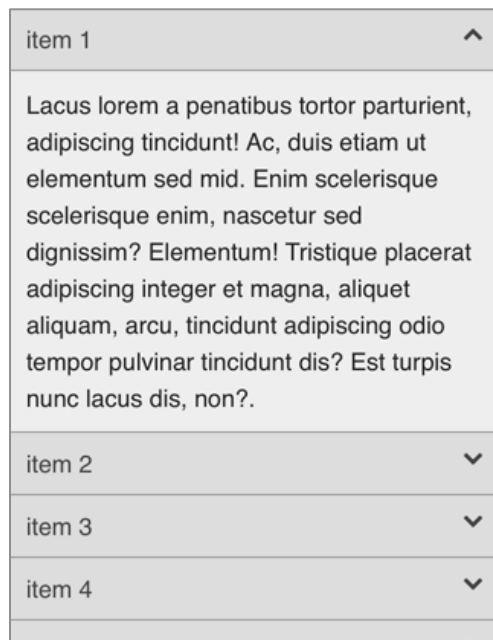 item 1
Lacus lorem a penatibus tortor parturient,
adipiscing tincidunt! Ac, duis etiam ut
elementum sed mid. Enim scelerisque
scelerisque enim, nascetur sed
dignissim? Elementum! Tristique placerat
adipiscing integer et magna, aliquet
aliquam, arcu, tincidunt adipiscing odio
tempor pulvinar tincidunt dis? Est turpis
nunc lacus dis, non?.
item 2
item 3
item 4